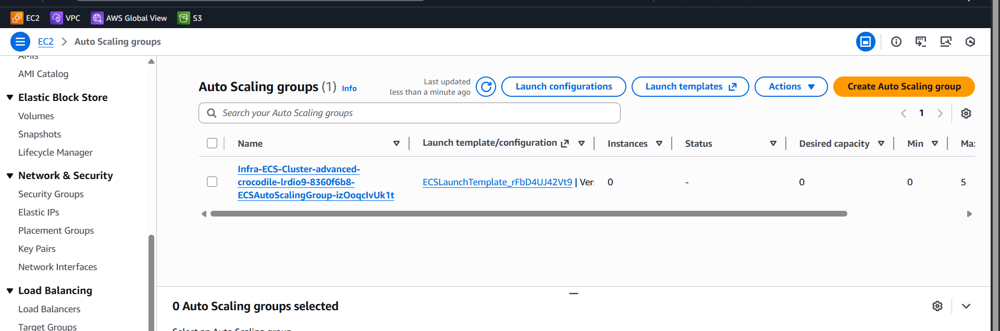 EC2 VPC AWS Global View S3
EC2 Auto Scaling groups
AMIs
AMI Catalog
Elastic Block Store
Volumes
Snapshots
Lifecycle Manager
Network & Security
Security Groups
Elastic IPs
Placement Groups
Key Pairs
Network Interfaces
Load Balancing
Load Balancers
Target Groups
Auto Scaling groups (1) Info
Last updated
less than a minute ago
Launch configurations
Launch templates
Actions
Create Auto Scaling group
Search your Auto Scaling groups
1
Name Launch template/configuration Instances Status Desired capacity Min Max
Infra-ECS-Cluster-advanced-
crocodile-lrdio9-8360f6b8-
ECSAutoScalingGroup-izOoqcIvUk1t
ECSLaunchTemplate_rFbD4UJ42Vt9 | Ver 0 - 0 0 5
0 Auto Scaling groups selected
Select an Auto Scaling group